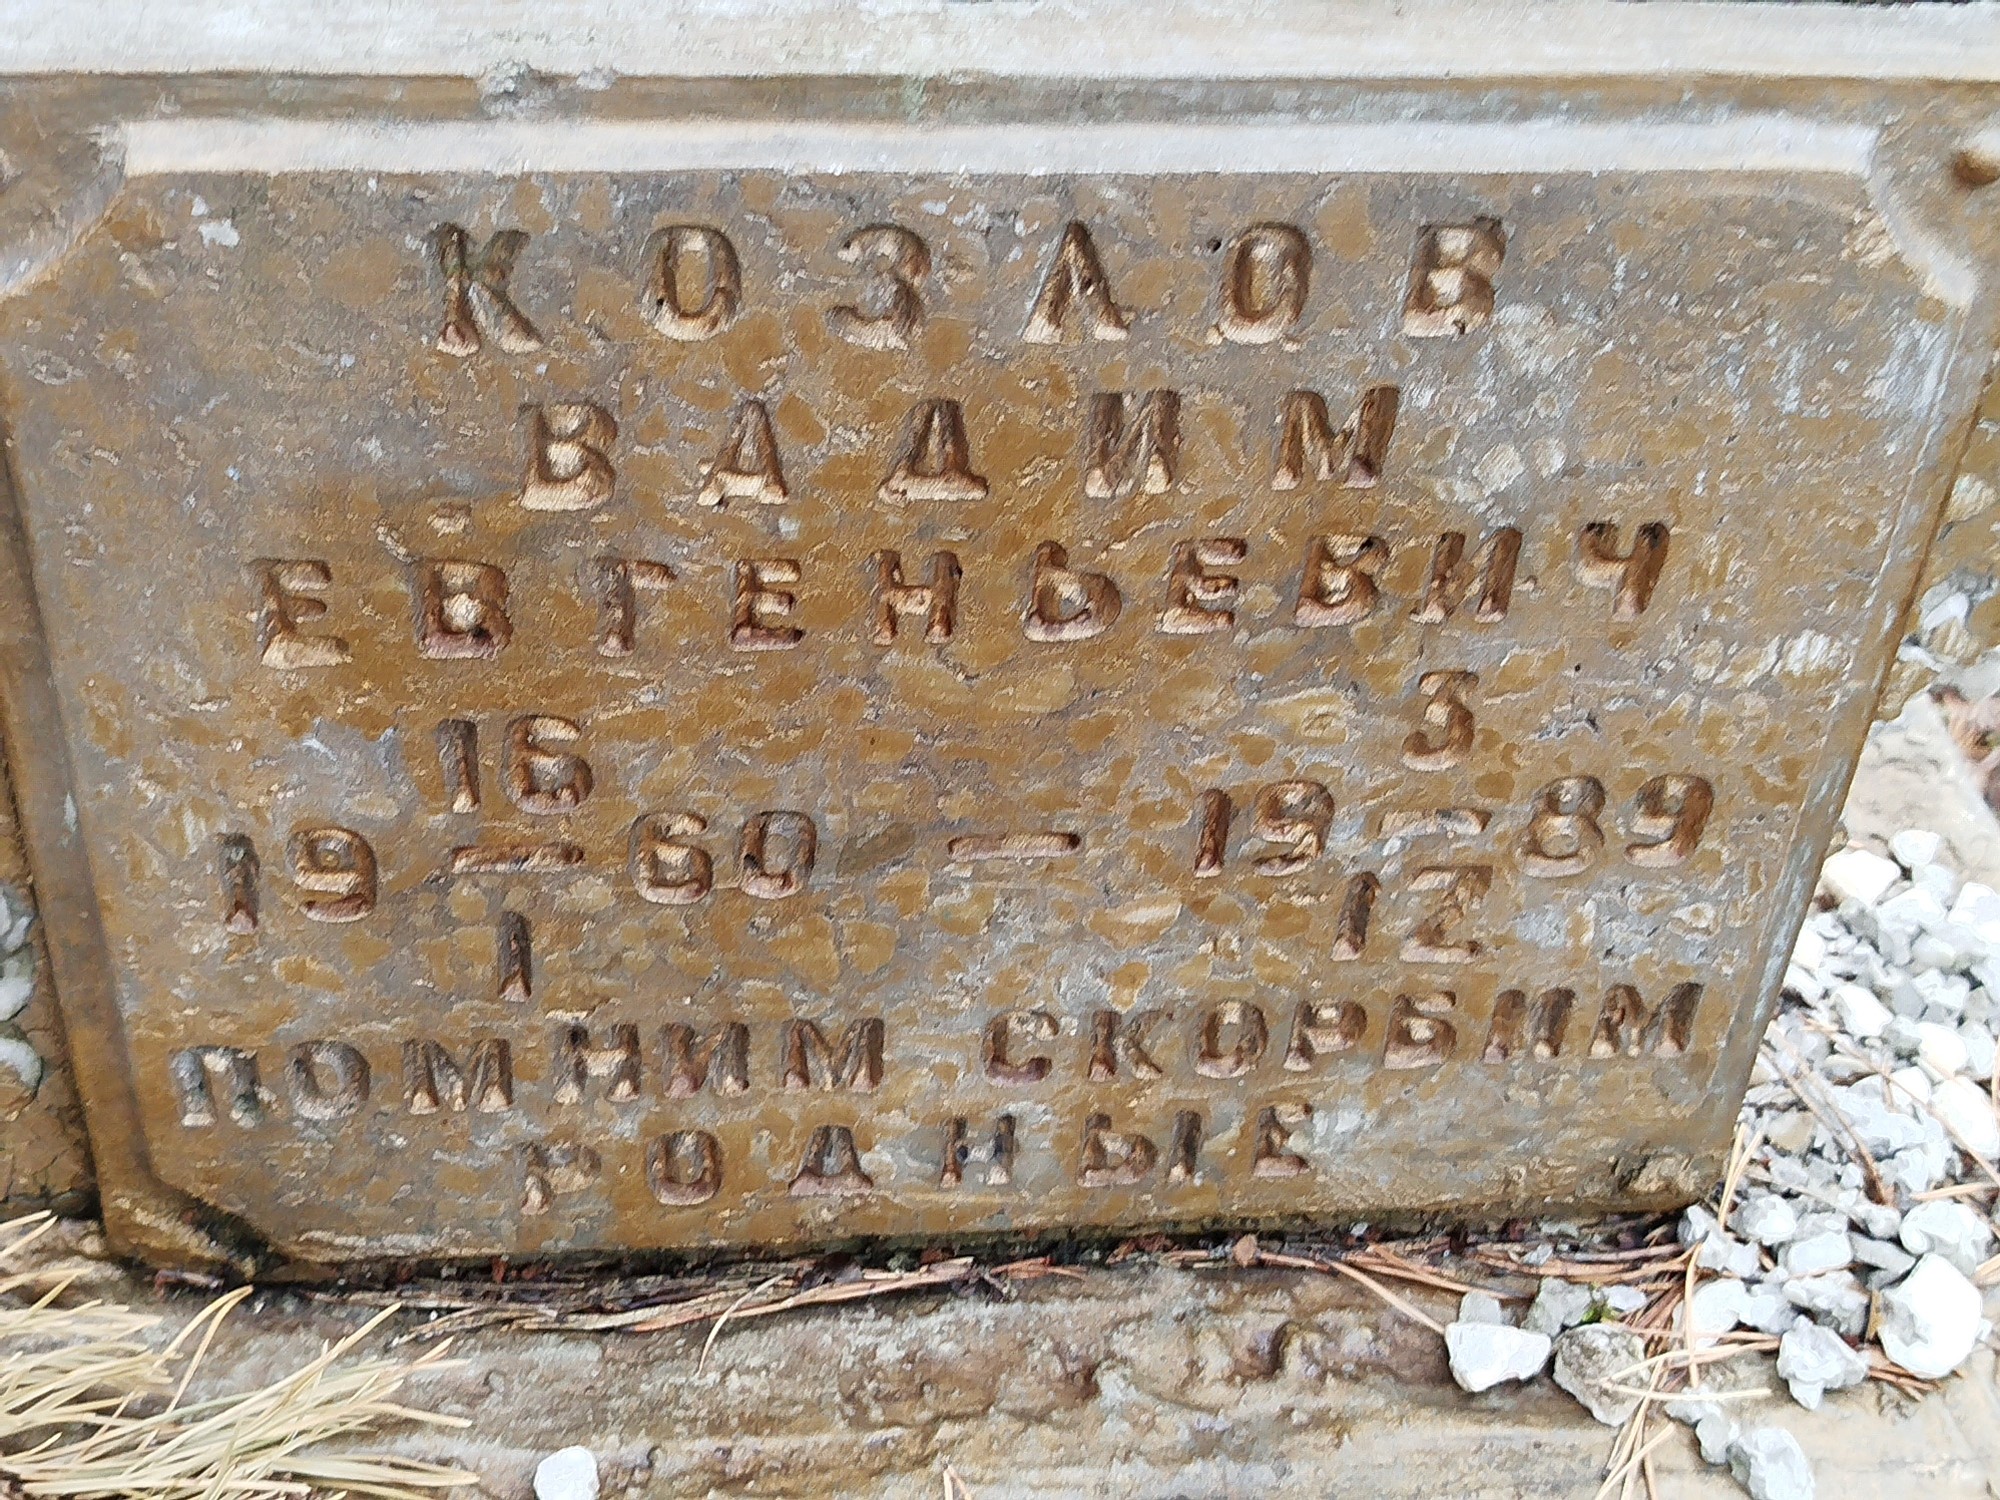 КОЗЛОВ
ВАДИМ
ЕВГЕНЬЕВИЧ
19 16/1 60 — 19 3/12 89
ПОМНИМ СКОРБИМ
РОДНЫЕ